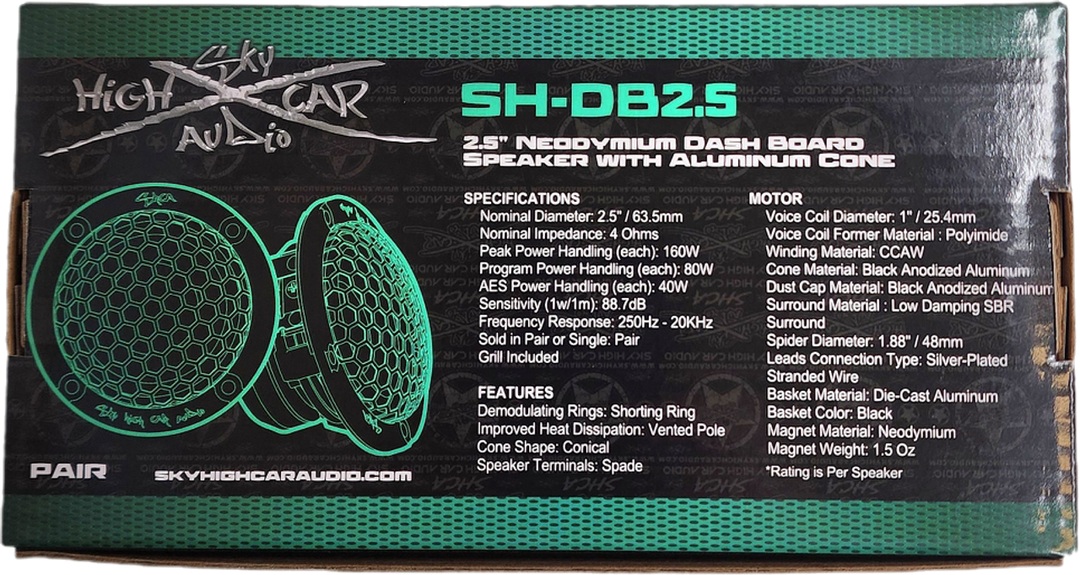 Sky
HIGH CAR
AUDIO
SH-DB2.5
2.5" NEODYMIUM DASH BOARD
SPEAKER WITH ALUMINUM CONE
SPECIFICATIONS
Nominal Diameter: 2.5" / 63.5mm
Nominal Impedance: 4 Ohms
Peak Power Handling (each): 160W
Program Power Handling (each): 80W
AES Power Handling (each): 40W
Sensitivity (1w/1m): 88.7dB
Frequency Response: 250Hz - 20KHz
Sold in Pair or Single: Pair
Grill Included
FEATURES
Demodulating Rings: Shorting Ring
Improved Heat Dissipation: Vented Pole
Cone Shape: Conical
Speaker Terminals: Spade
MOTOR
Voice Coil Diameter: 1" / 25.4mm
Voice Coil Former Material : Polyimide
Winding Material: CCAW
Cone Material: Black Anodized Aluminum
Dust Cap Material: Black Anodized Aluminum
Surround Material : Low Damping SBR
Surround
Spider Diameter: 1.88" / 48mm
Leads Connection Type: Silver-Plated
Stranded Wire
Basket Material: Die-Cast Aluminum
Basket Color: Black
Magnet Material: Neodymium
Magnet Weight: 1.5 Oz
*Rating is Per Speaker
SHCA
SKY HIGH CAR AUDIO
PAIR
SKYHIGHCARAUDIO.COM